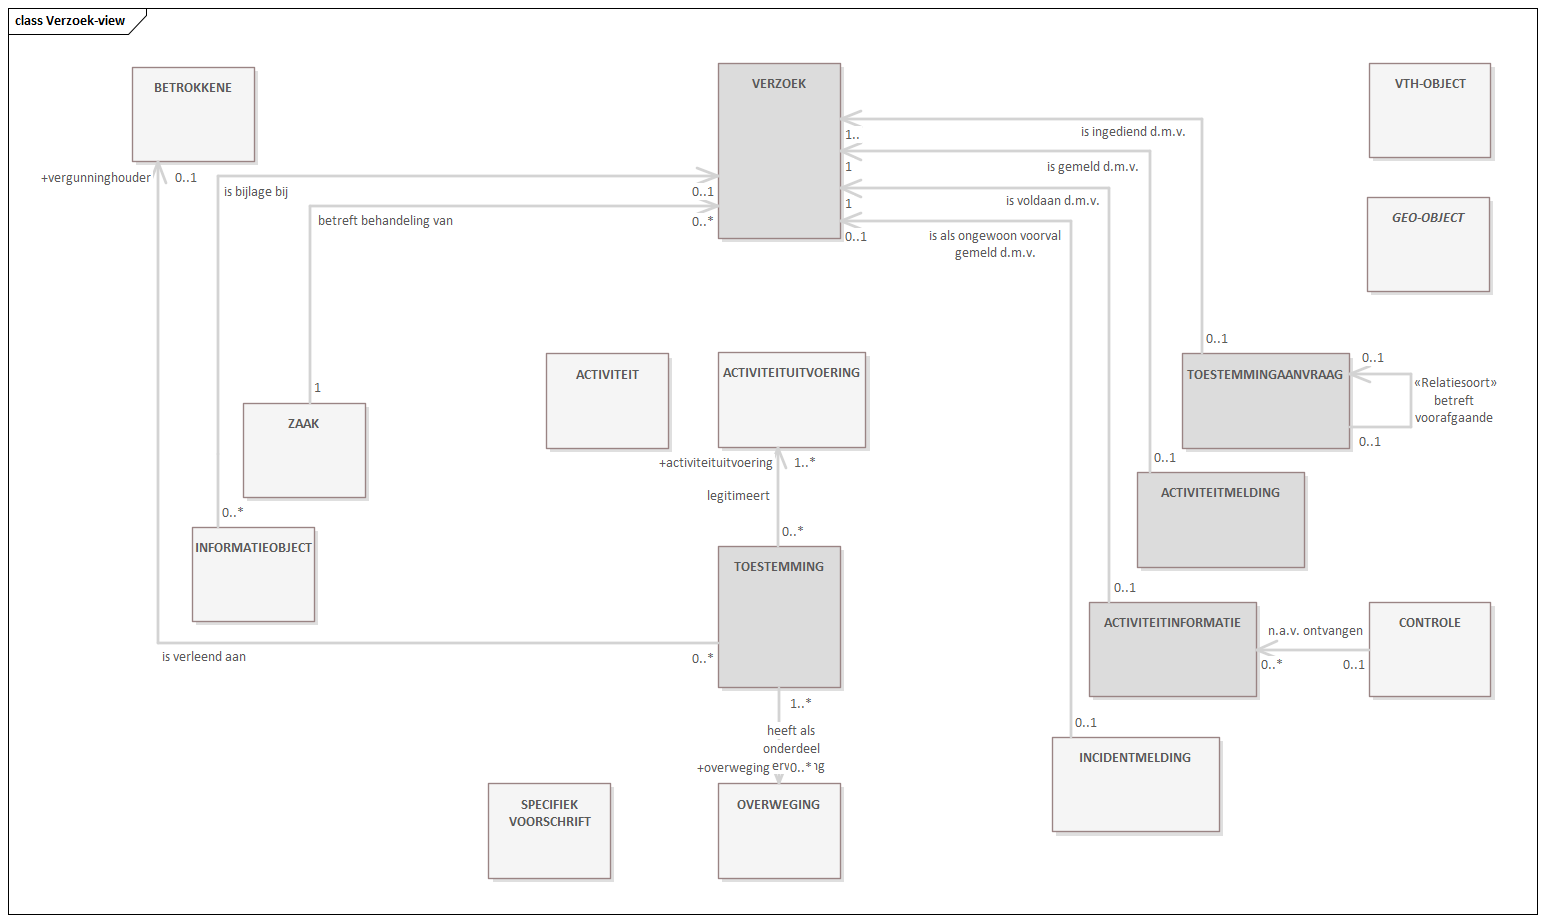 class Verzoek-view
BETROKKENE
VERZOEK
VTH-OBJECT
is ingediend d.m.v.
1..
is gemeld d.m.v.
1
+vergunninghouder
0..1
is bijlage bij
0..1
is voldaan d.m.v.
1
betreft behandeling van
0..*
GEO-OBJECT
is als ongewoon voorval
gemeld d.m.v.
0..1
0..1
0..1
TOESTEMMINGAANVRAAG
«Relatiesoort»
betreft
voorafgaande
0..1
ACTIVITEIT
ACTIVITEITUITVOERING
1
ZAAK
+activiteituitvoering
1..*
0..1
legitimeert
ACTIVITEITMELDING
0..*
0..*
INFORMATIEOBJECT
TOESTEMMING
0..1
ACTIVITEITINFORMATIE
n.a.v. ontvangen
CONTROLE
is verleend aan
0..*
0..*
0..1
1..*
0..1
heeft als
onderdeel
+overweging
0..*
INCIDENTMELDING
SPECIFIEK
VOORSCHRIFT
OVERWEGING